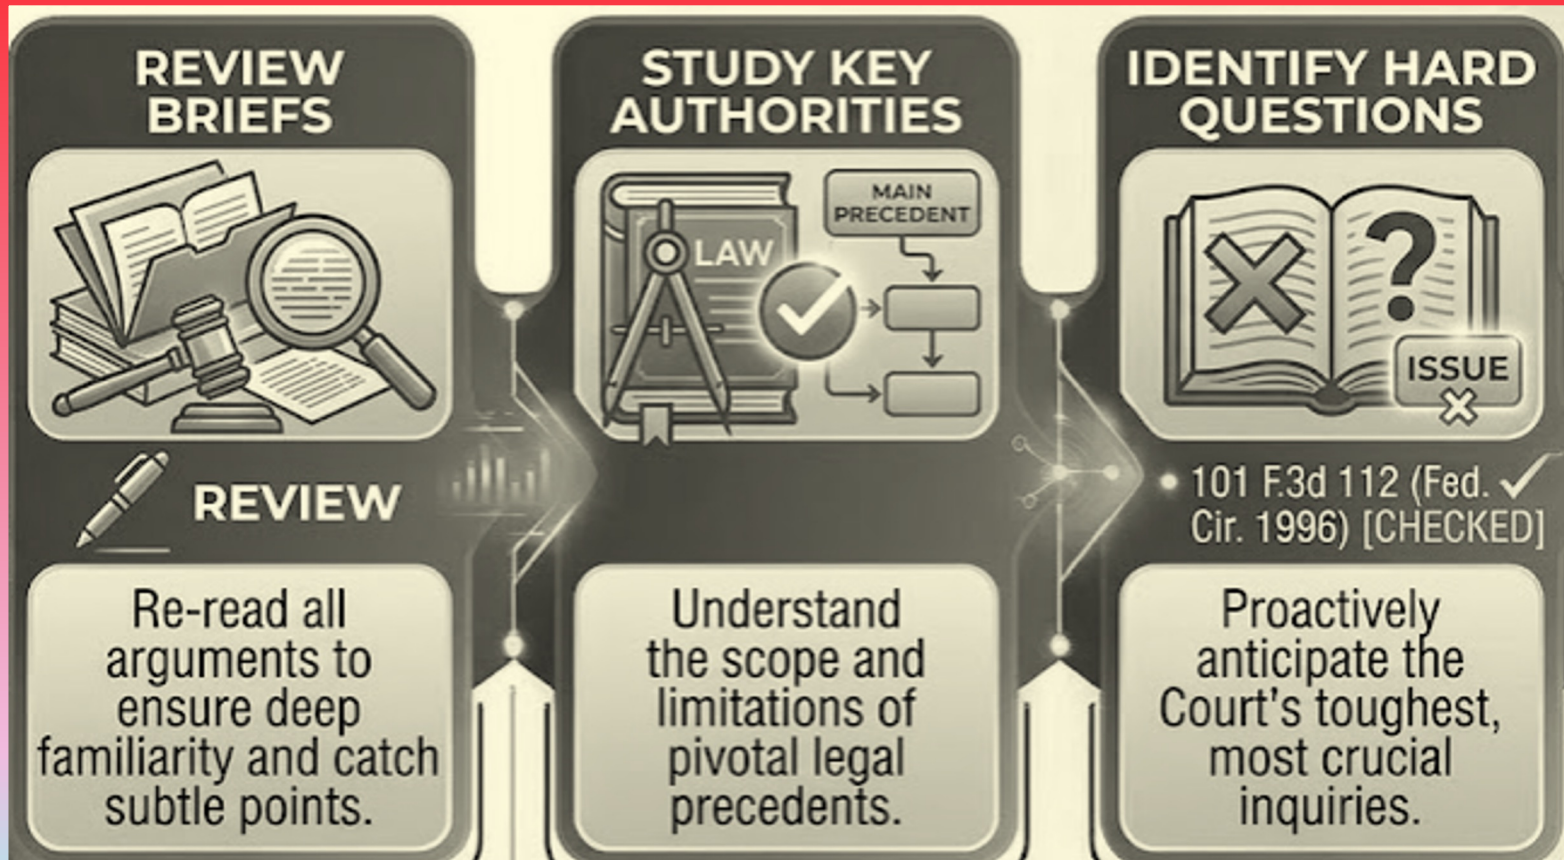 REVIEW
BRIEFS
REVIEW
Re-read all
arguments to
ensure deep
familiarity and catch
subtle points.
STUDY KEY
AUTHORITIES
LAW
MAIN
PRECEDENT
Understand
the scope and
limitations of
pivotal legal
precedents.
IDENTIFY HARD
QUESTIONS
?
ISSUE
101 F.3d 112 (Fed.
Cir. 1996) [CHECKED]
Proactively
anticipate the
Court's toughest,
most crucial
inquiries.